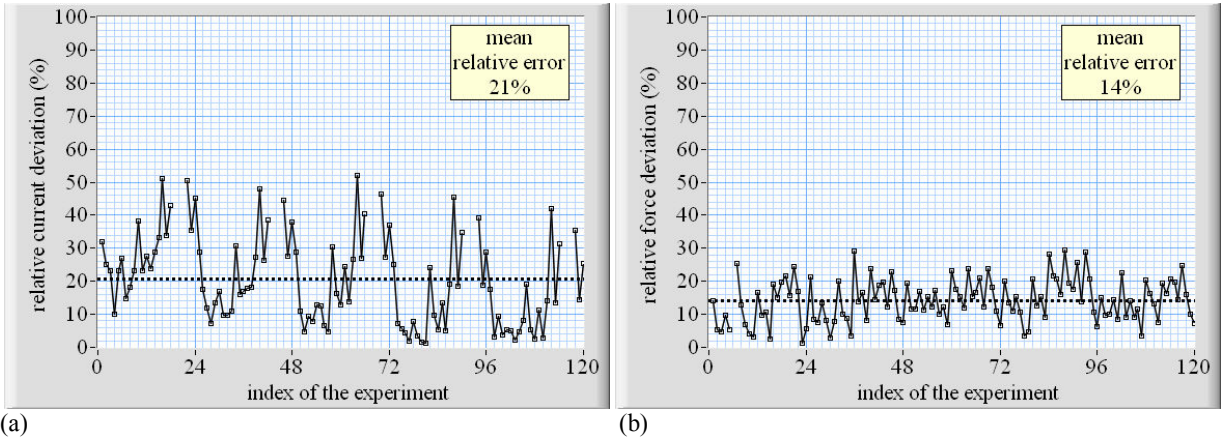 100
90
80
70
60
50
40
30
20
10
0
relative current deviation (%)
mean
relative error
21%
0 24 48 72 96 120
index of the experiment
(a)
100
90
80
70
60
50
40
30
20
10
0
relative force deviation (%)
mean
relative error
14%
0 24 48 72 96 120
index of the experiment
(b)